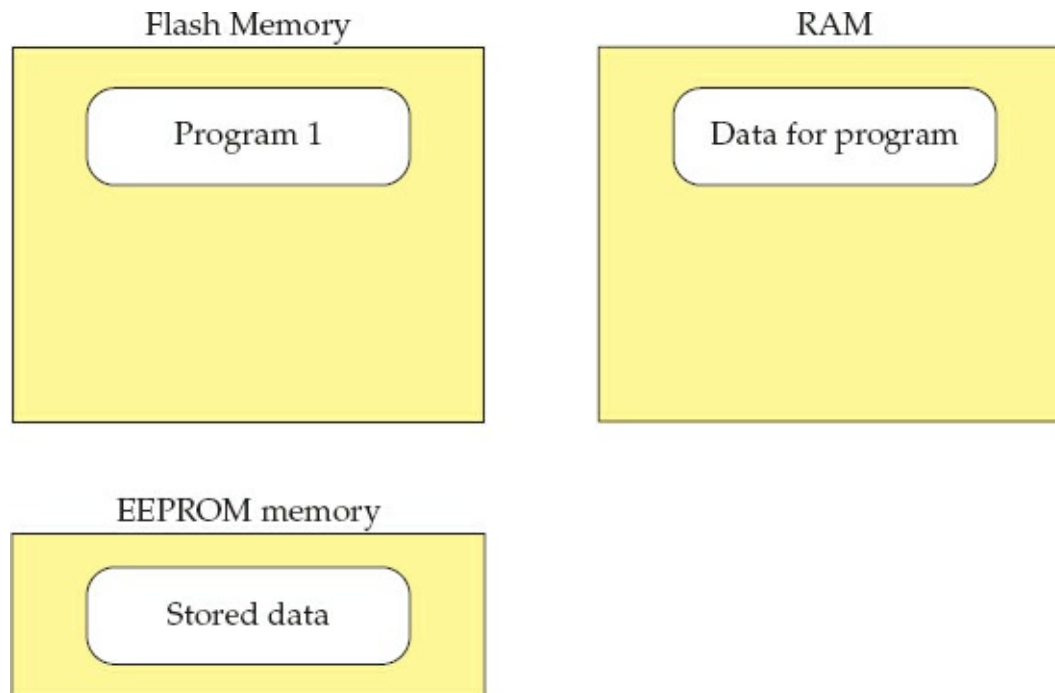 Flash Memory
RAM
Program 1
Data for program
EEPROM memory
Stored data